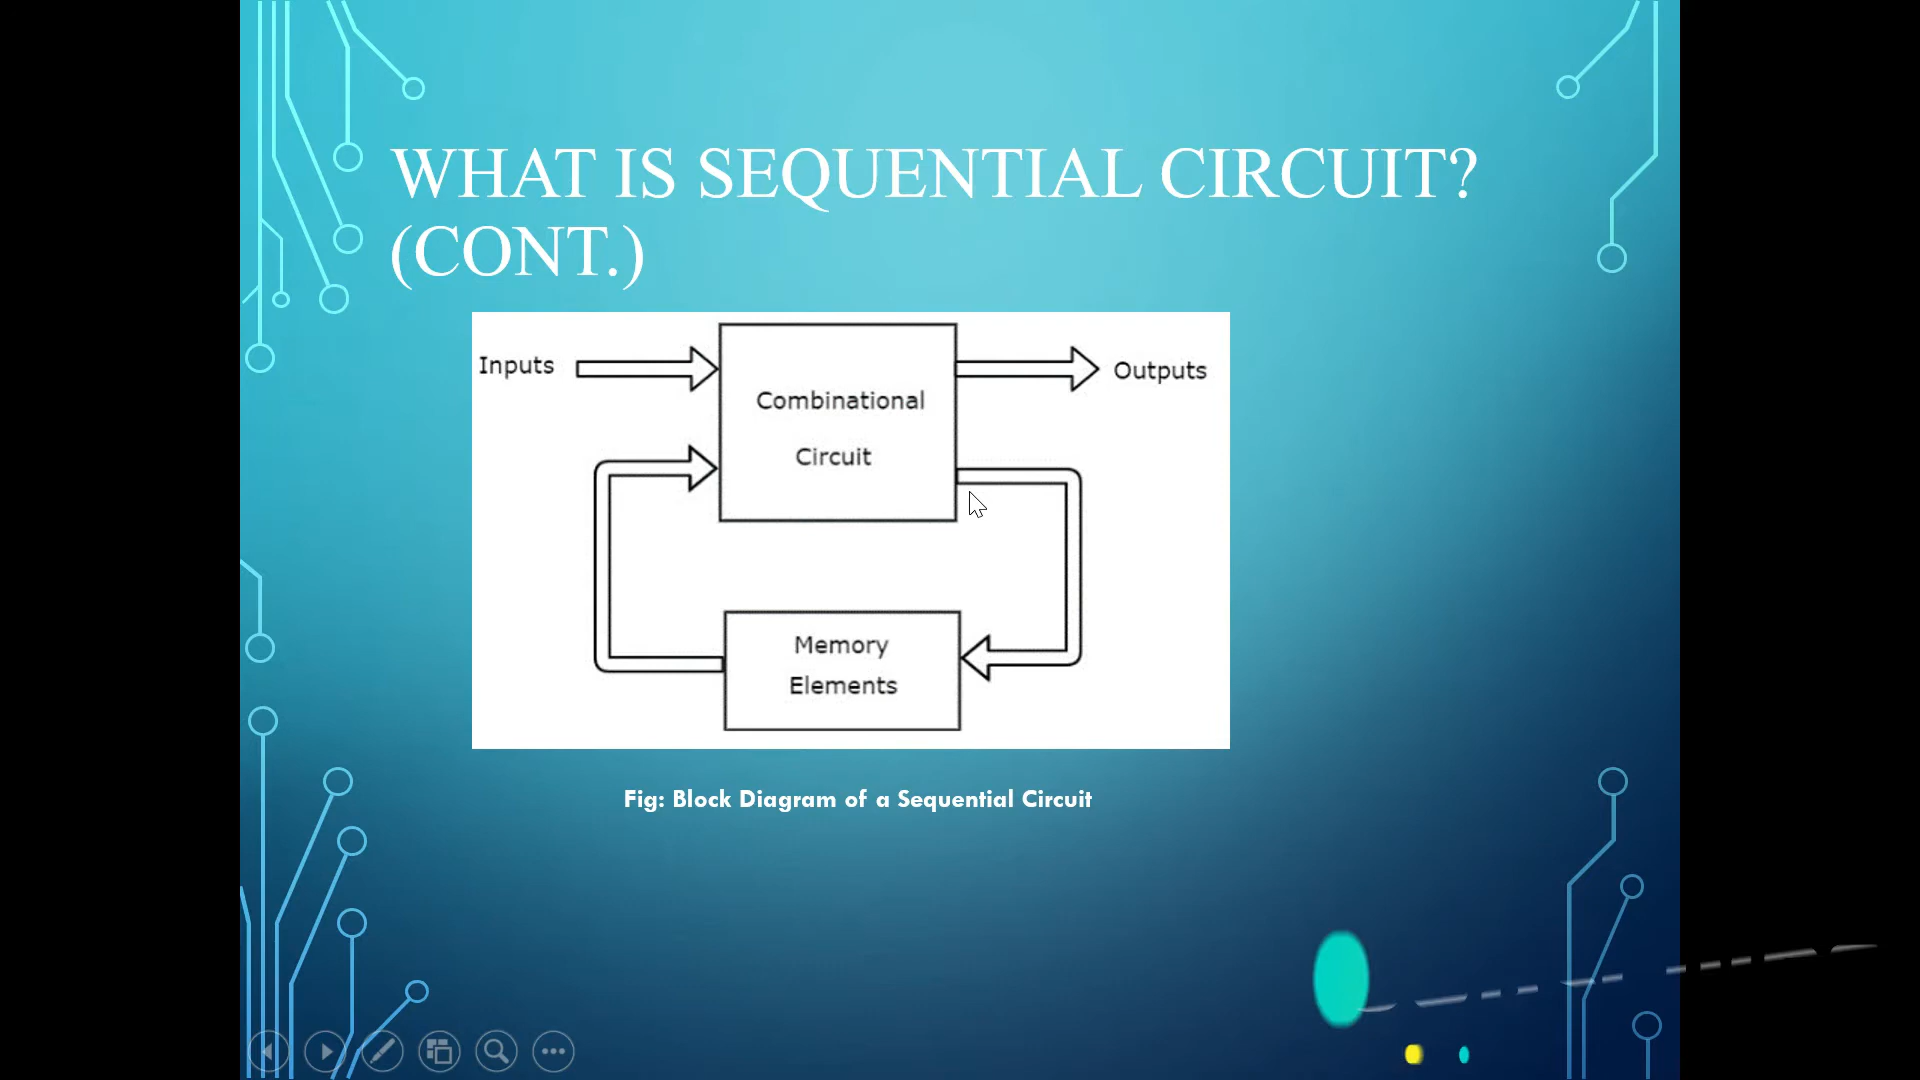 WHAT IS SEQUENTIAL CIRCUIT?
(CONT.)
Inputs
Outputs
Combinational
Circuit
Memory
Elements
Fig: Block Diagram of a Sequential Circuit